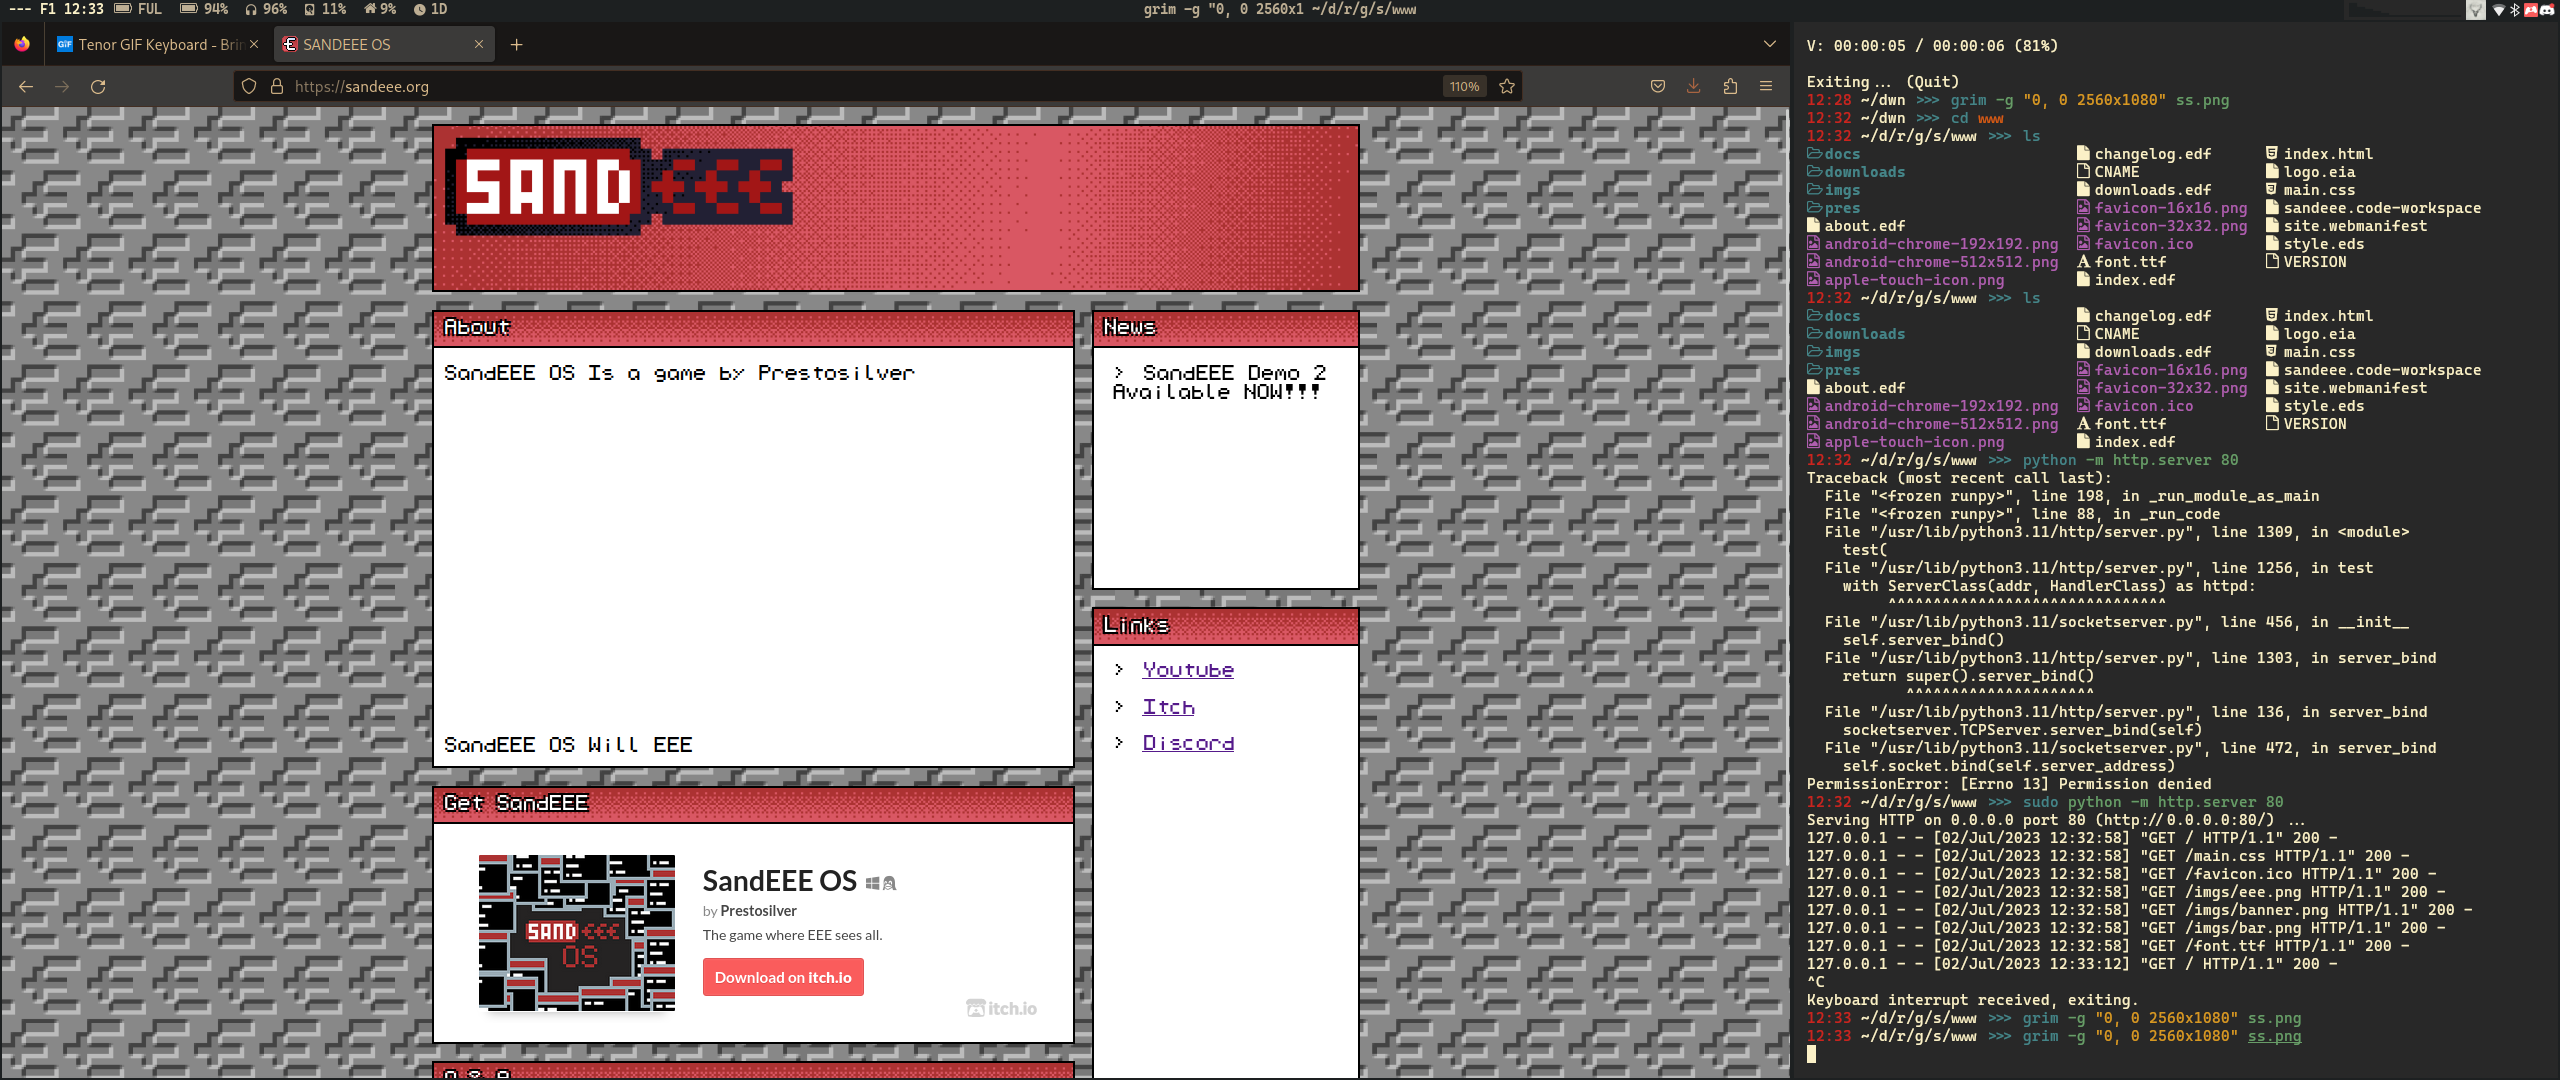 --- F1 12:33 FUL 94% 96% 11% 9% 1D
grim -g "0, 0 2560x1 ~/d/r/g/s/www
Tenor GIF Keyboard - Brin
SANDEEE OS
https://sandeee.org
110%
SAND EEE
About
SandEEE OS Is a game by Prestosilver
SandEEE OS Will EEE
News
> SandEEE Demo 2
Available NOW!!!
Links
> Youtube
> Itch
> Discord
Get SandEEE
SAND EEE
OS
SandEEE OS
by Prestosilver
The game where EEE sees all.
Download on itch.io
itch.io
V: 00:00:05 / 00:00:06 (81%)
Exiting... (Quit)
12:28 ~/dwn >>> grim -g "0, 0 2560x1080" ss.png
12:32 ~/dwn >>> cd www
12:32 ~/d/r/g/s/www >>> ls
docs changelog.edf index.html
downloads CNAME logo.eia
imgs downloads.edf main.css
pres favicon-16x16.png sandeee.code-workspace
about.edf favicon-32x32.png site.webmanifest
android-chrome-192x192.png favicon.ico style.eds
android-chrome-512x512.png font.ttf VERSION
apple-touch-icon.png index.edf
12:32 ~/d/r/g/s/www >>> ls
docs changelog.edf index.html
downloads CNAME logo.eia
imgs downloads.edf main.css
pres favicon-16x16.png sandeee.code-workspace
about.edf favicon-32x32.png site.webmanifest
android-chrome-192x192.png favicon.ico style.eds
android-chrome-512x512.png font.ttf VERSION
apple-touch-icon.png index.edf
12:32 ~/d/r/g/s/www >>> python -m http.server 80
Traceback (most recent call last):
File "<frozen runpy>", line 198, in _run_module_as_main
File "<frozen runpy>", line 88, in _run_code
File "/usr/lib/python3.11/http/server.py", line 1309, in <module>
test(
File "/usr/lib/python3.11/http/server.py", line 1256, in test
with ServerClass(addr, HandlerClass) as httpd:
^^^^^^^^^^^^^^^^^^^^^^^^^^^^^^^
File "/usr/lib/python3.11/socketserver.py", line 456, in __init__
self.server_bind()
File "/usr/lib/python3.11/http/server.py", line 1303, in server_bind
return super().server_bind()
^^^^^^^^^^^^^^^^^^^^^
File "/usr/lib/python3.11/http/server.py", line 136, in server_bind
socketserver.TCPServer.server_bind(self)
File "/usr/lib/python3.11/socketserver.py", line 472, in server_bind
self.socket.bind(self.server_address)
PermissionError: [Errno 13] Permission denied
12:32 ~/d/r/g/s/www >>> sudo python -m http.server 80
Serving HTTP on 0.0.0.0 port 80 (http://0.0.0.0:80/) ...
127.0.0.1 - - [02/Jul/2023 12:32:58] "GET / HTTP/1.1" 200 -
127.0.0.1 - - [02/Jul/2023 12:32:58] "GET /main.css HTTP/1.1" 200 -
127.0.0.1 - - [02/Jul/2023 12:32:58] "GET /favicon.ico HTTP/1.1" 200 -
127.0.0.1 - - [02/Jul/2023 12:32:58] "GET /imgs/eee.png HTTP/1.1" 200 -
127.0.0.1 - - [02/Jul/2023 12:32:58] "GET /imgs/banner.png HTTP/1.1" 200 -
127.0.0.1 - - [02/Jul/2023 12:32:58] "GET /imgs/bar.png HTTP/1.1" 200 -
127.0.0.1 - - [02/Jul/2023 12:32:58] "GET /font.ttf HTTP/1.1" 200 -
127.0.0.1 - - [02/Jul/2023 12:33:12] "GET / HTTP/1.1" 200 -
^C
Keyboard interrupt received, exiting.
12:33 ~/d/r/g/s/www >>> grim -g "0, 0 2560x1080" ss.png
12:33 ~/d/r/g/s/www >>> grim -g "0, 0 2560x1080" ss.png